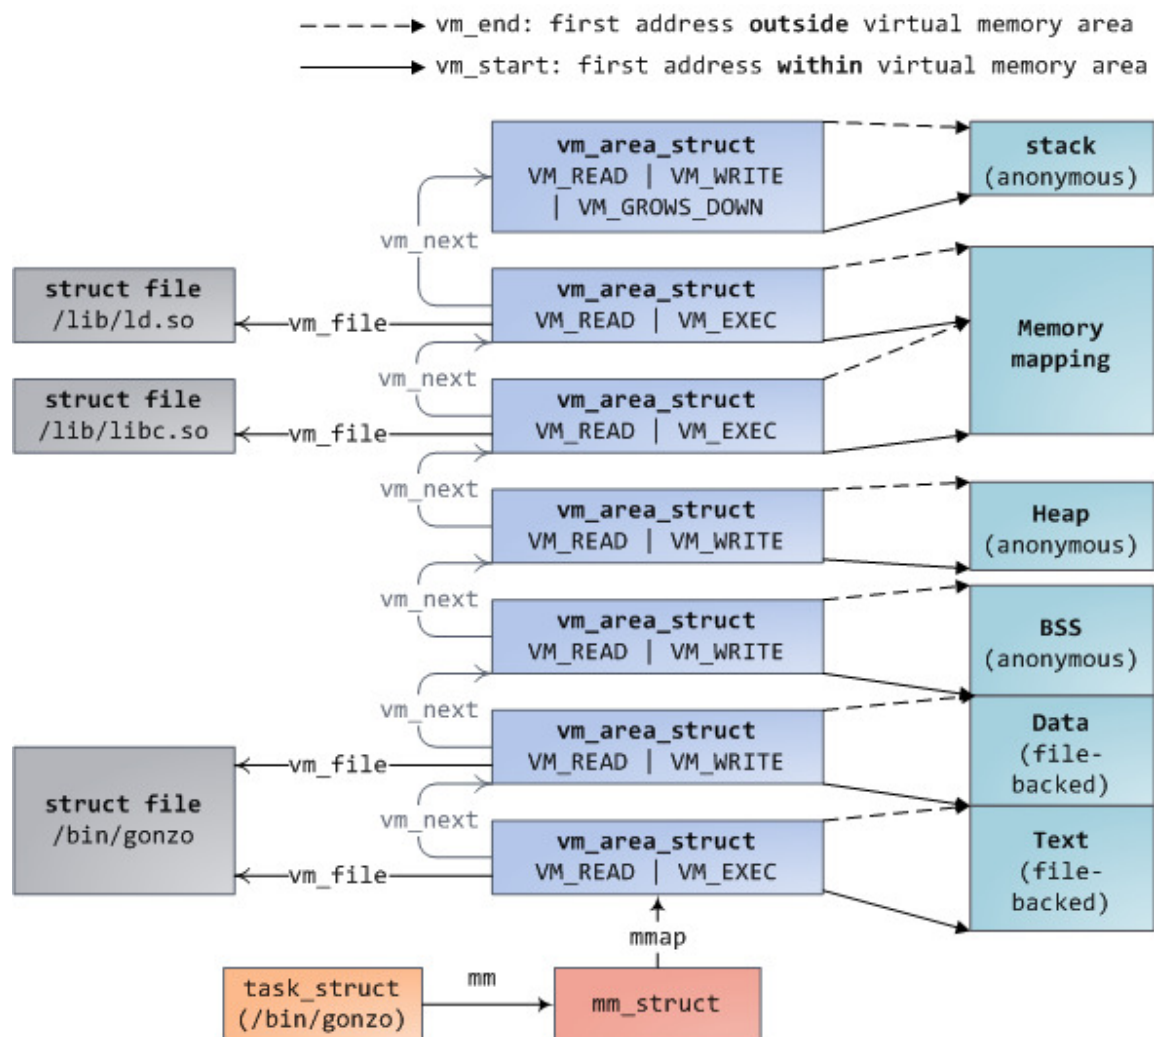 vm_end: first address outside virtual memory area
vm_start: first address within virtual memory area
vm_area_struct
VM_READ | VM_WRITE
| VM_GROWS_DOWN
stack
(anonymous)
vm_next
struct file
/lib/ld.so
vm_file
vm_area_struct
VM_READ | VM_EXEC
Memory
mapping
vm_next
struct file
/lib/libc.so
vm_file
vm_area_struct
VM_READ | VM_EXEC
vm_next
vm_area_struct
VM_READ | VM_WRITE
Heap
(anonymous)
vm_next
vm_area_struct
VM_READ | VM_WRITE
BSS
(anonymous)
vm_next
vm_area_struct
VM_READ | VM_WRITE
Data
(file-
backed)
vm_file
struct file
/bin/gonzo
vm_next
vm_file
vm_area_struct
VM_READ | VM_EXEC
Text
(file-
backed)
mmap
task_struct
(/bin/gonzo)
mm
mm_struct